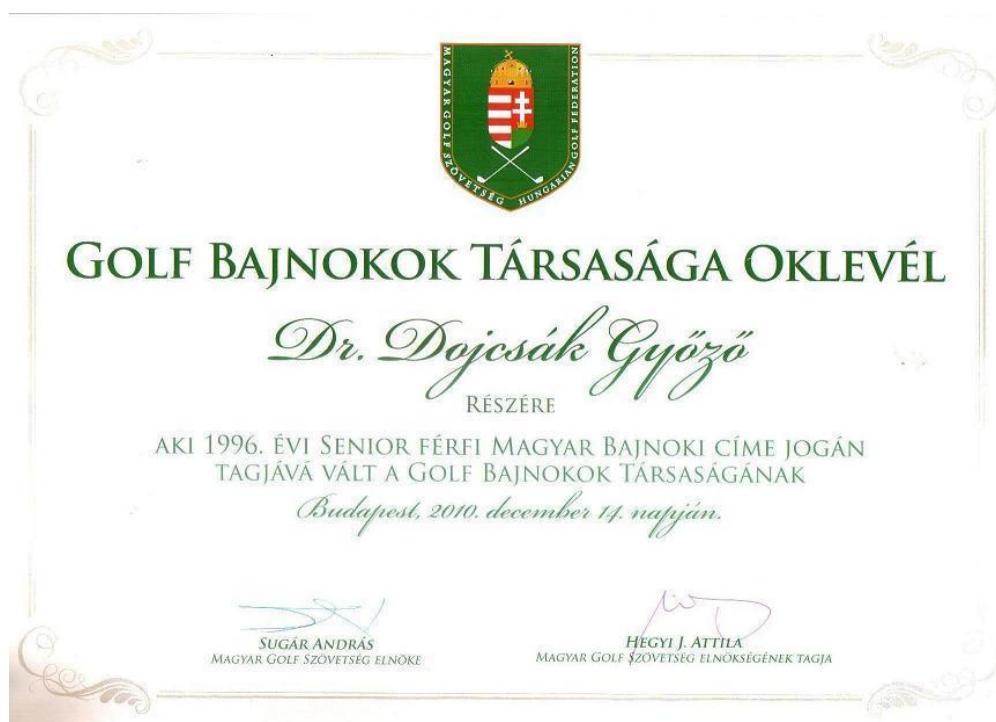 MAGYAR GOLF SZÖVETSÉG
HUNGARIAN GOLF FEDERATION
GOLF BAJNOKOK TÁRSASÁGA OKLEVÉL
Dr. Dojcsák Győző
RÉSZÉRE
AKI 1996. ÉVI SENIOR FÉRFI MAGYAR BAJNOKI CÍME JOGÁN
TAGJÁVÁ VÁLT A GOLF BAJNOKOK TÁRSASÁGÁNAK
Budapest, 2010. december 14. napján.
SUGÁR ANDRÁS
MAGYAR GOLF SZÖVETSÉG ELNÖKE
HEGYI J. ATTILA
MAGYAR GOLF SZÖVETSÉG ELNÖKSÉGÉNEK TAGJA